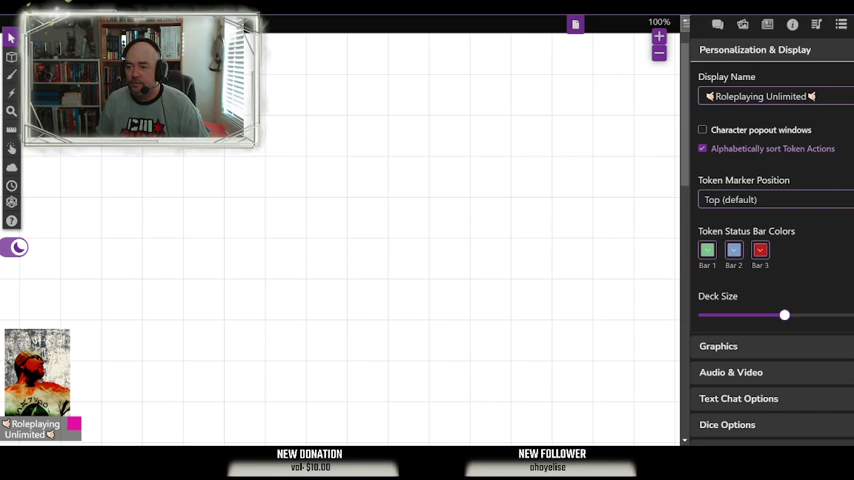 100%
Personalization & Display
Display Name
Roleplaying Unlimited
Character popout windows
Alphabetically sort Token Actions
Token Marker Position
Top (default)
Token Status Bar Colors
Bar 1 Bar 2 Bar 3
Deck Size
Graphics
Audio & Video
Text Chat Options
Dice Options
Roleplaying
Unlimited
NEW DONATION
vol- $10.00
NEW FOLLOWER
ohoyelise